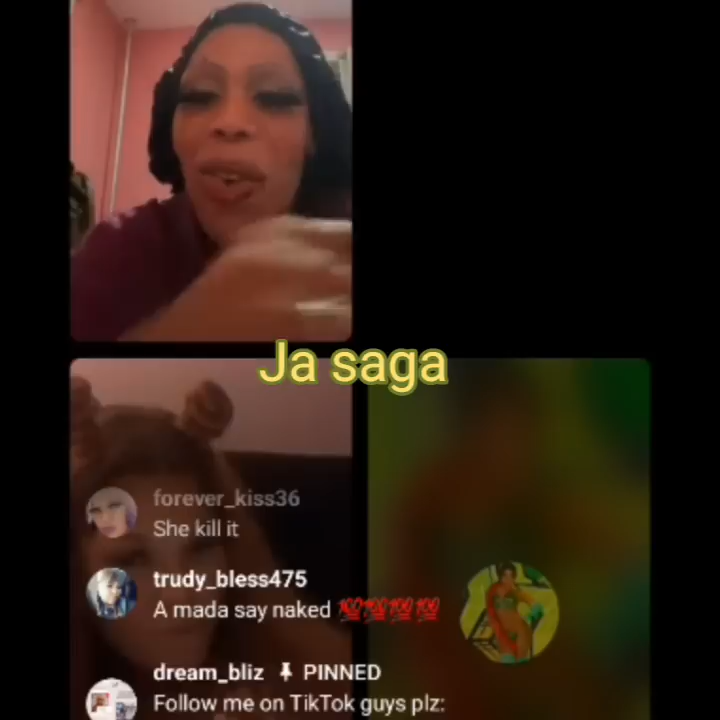 Ja saga
forever_kiss36
She kill it
trudy_bless475
A mada say naked 💯💯💯💯
dream_bliz 📌 PINNED
Follow me on TikTok guys plz: